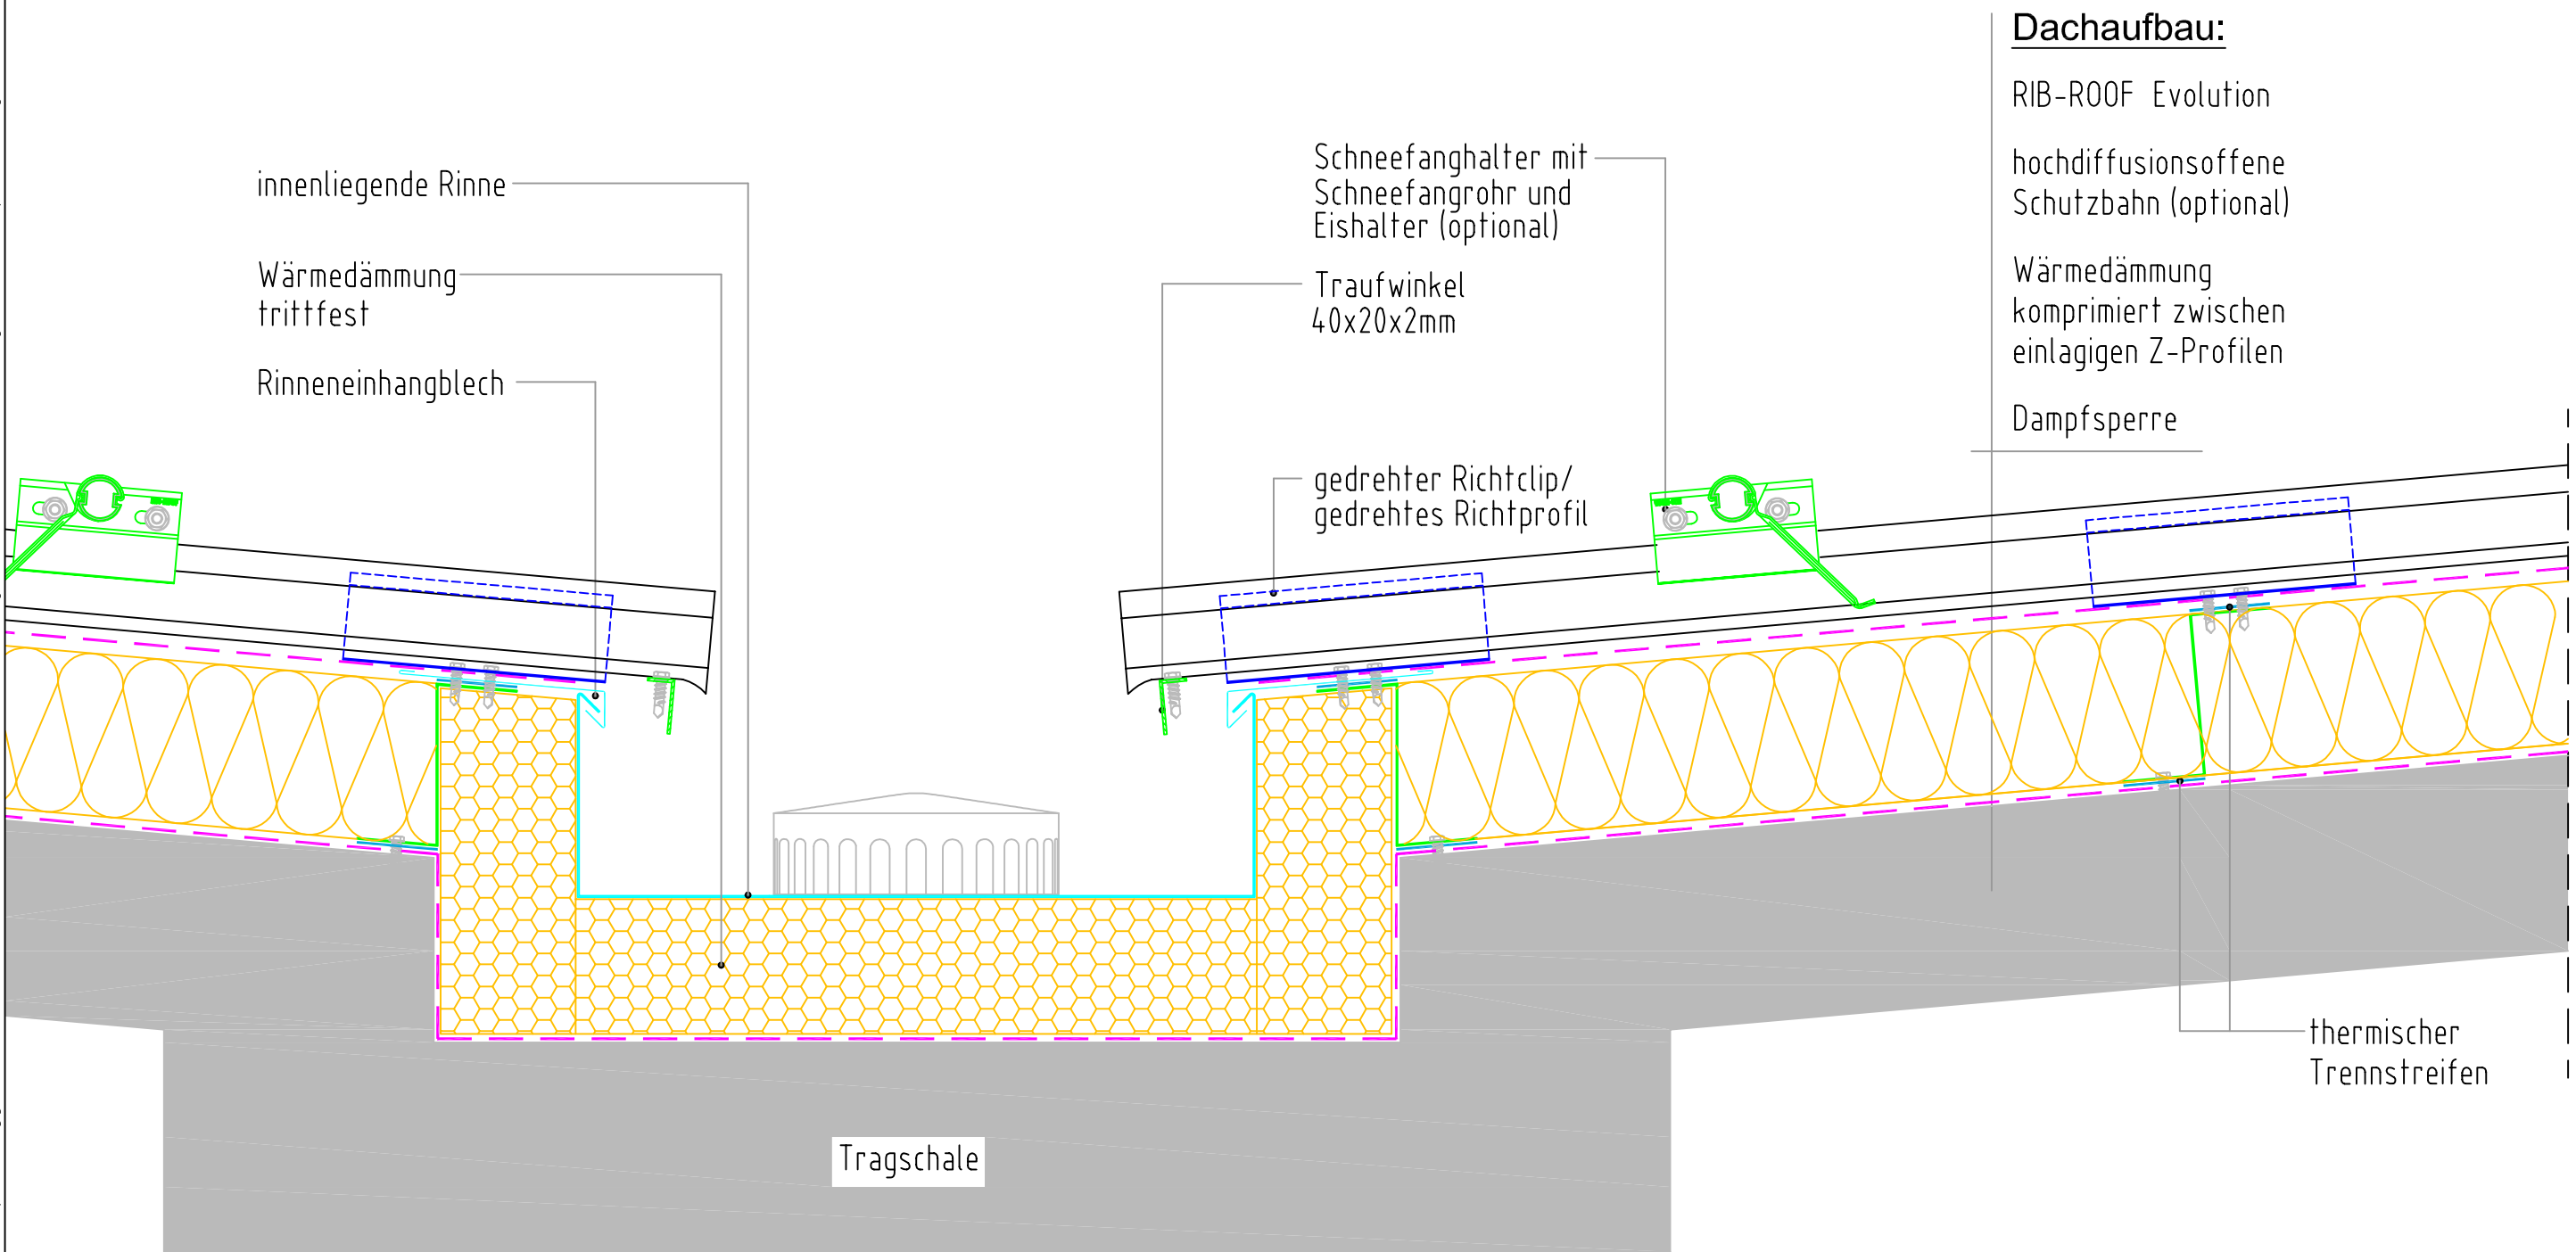 Dachaufbau:
RIB-ROOF Evolution
hochdiffusionsoffene
Schutzbahn (optional)
Wärmedämmung
komprimiert zwischen
einlagigen Z-Profilen
Dampfsperre
innenliegende Rinne
Wärmedämmung
trittfest
Rinneneinhangblech
Schneefanghalter mit
Schneefangrohr und
Eishalter (optional)
Traufwinkel
40x20x2mm
gedrehter Richtclip/
gedrehtes Richtprofil
thermischer
Trennstreifen
Tragschale